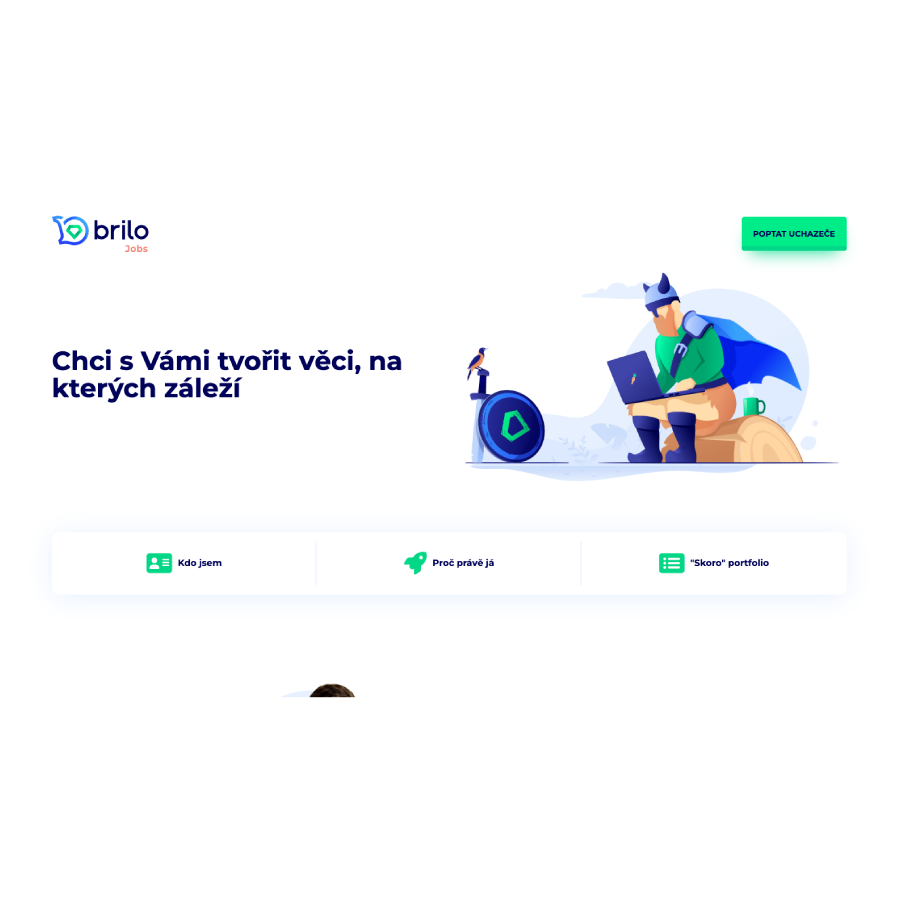 brilo
Jobs
POPTAT UCHAZEČE
Chci s Vámi tvořit věci, na
kterých záleží
Kdo jsem
Proč právě já
"Skoro" portfolio